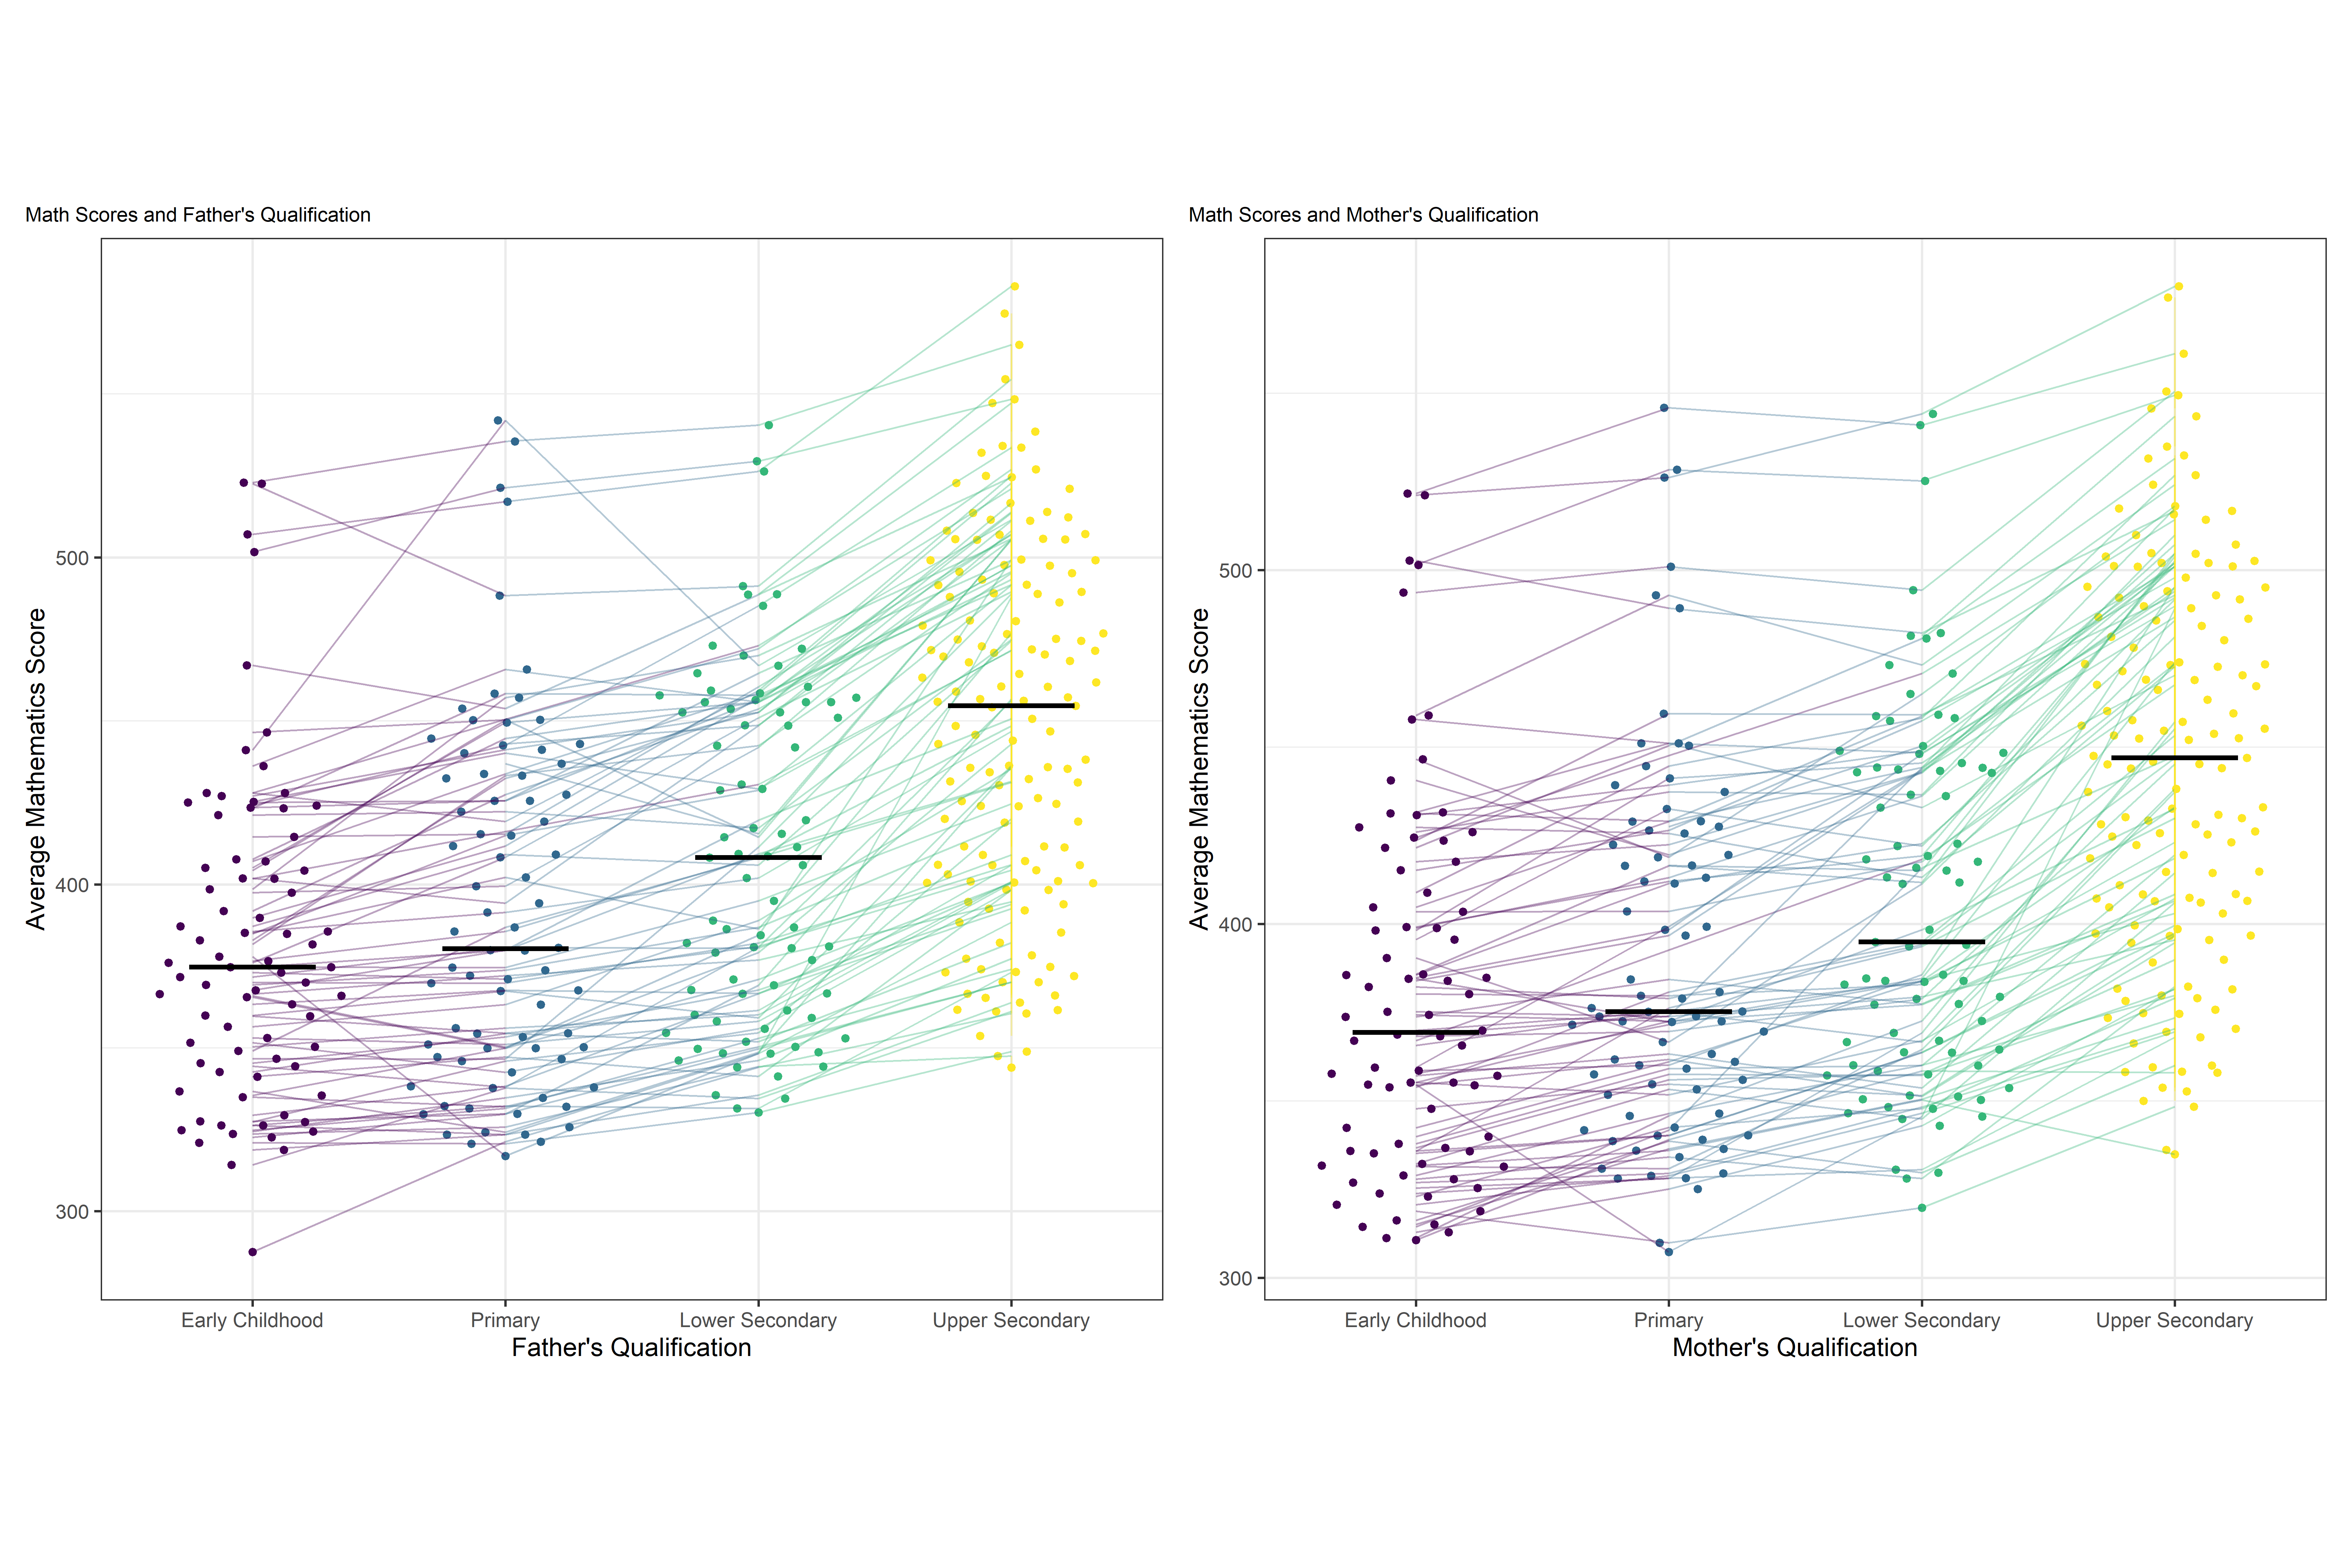 Math Scores and Father's Qualification
Average Mathematics Score
500
400
300
Early Childhood
Primary
Lower Secondary
Upper Secondary
Father's Qualification
Math Scores and Mother's Qualification
Average Mathematics Score
500
400
300
Early Childhood
Primary
Lower Secondary
Upper Secondary
Mother's Qualification